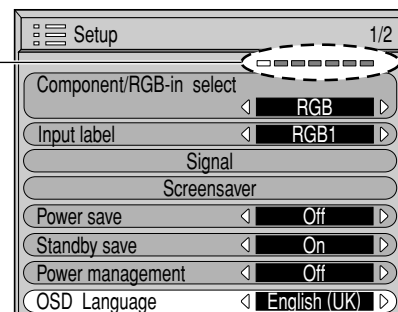 Setup 1/2
Component/RGB-in select
RGB
Input label RGB1
Signal
Screensaver
Power save Off
Standby save On
Power management Off
OSD Language English (UK)